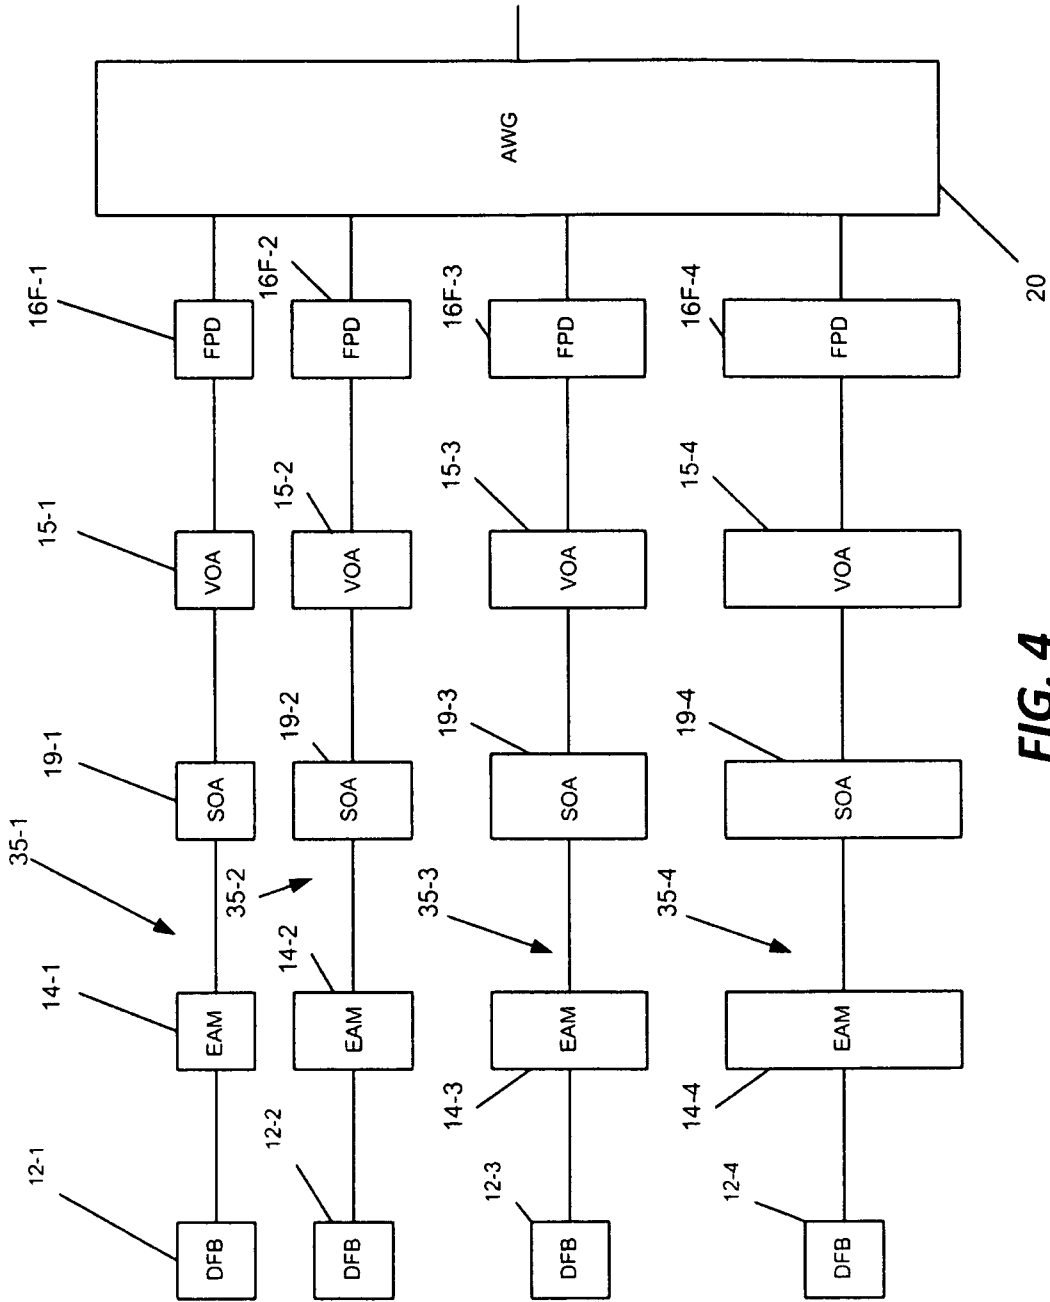 12-1
DFB
14-1
EAM
35-1
19-1
SOA
15-1
VOA
16F-1
FPD
12-2
DFB
14-2
EAM
35-2
19-2
SOA
15-2
VOA
16F-2
FPD
12-3
DFB
14-3
EAM
35-3
19-3
SOA
15-3
VOA
16F-3
FPD
12-4
DFB
14-4
EAM
35-4
19-4
SOA
15-4
VOA
16F-4
FPD
AWG
20
FIG. 4